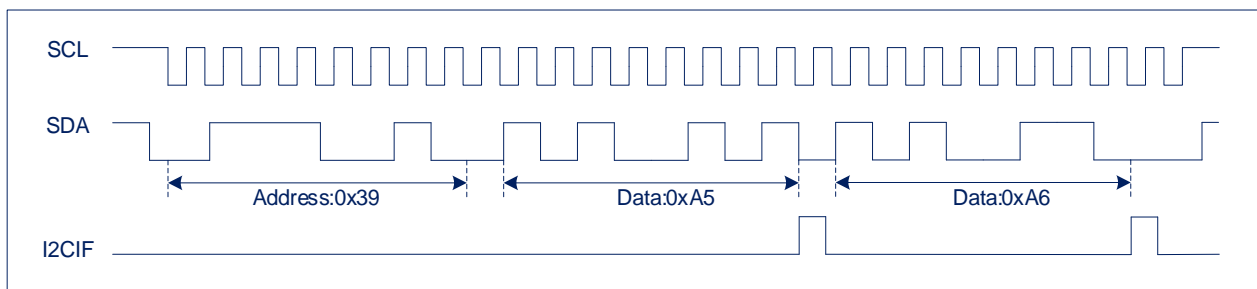 SCL
SDA
Address:0x39 Data:0xA5 Data:0xA6
I2CIF